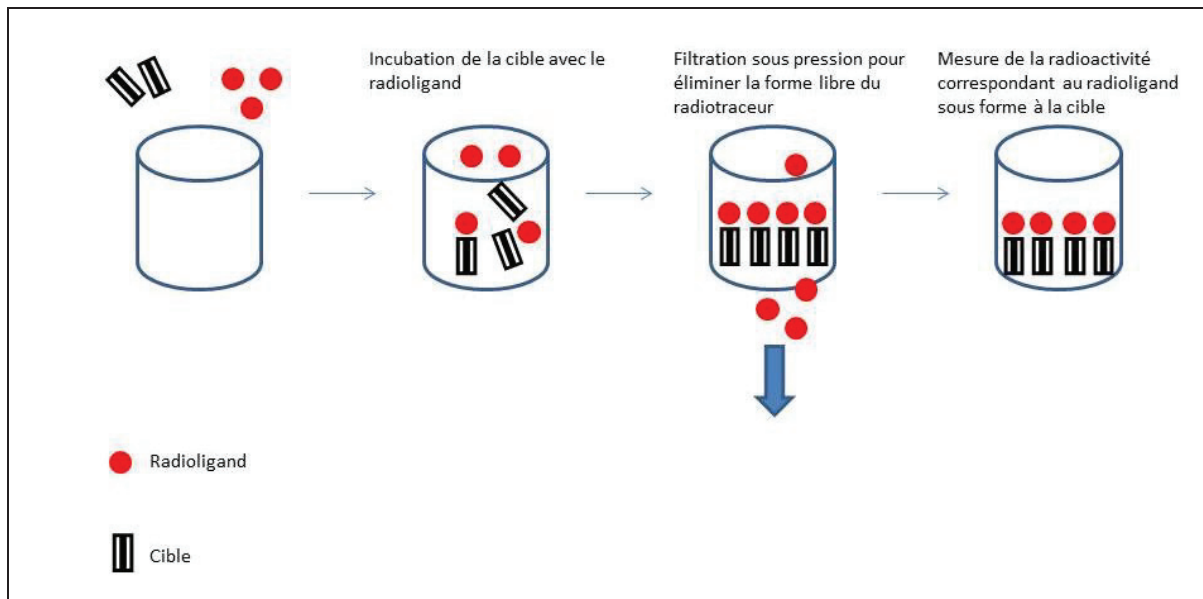 Incubation de la cible avec le
radioligand
Filtration sous pression pour
éliminer la forme libre du
radiotraceur
Mesure de la radioactivité
correspondant au radioligand
sous forme à la cible
Radioligand
Cible